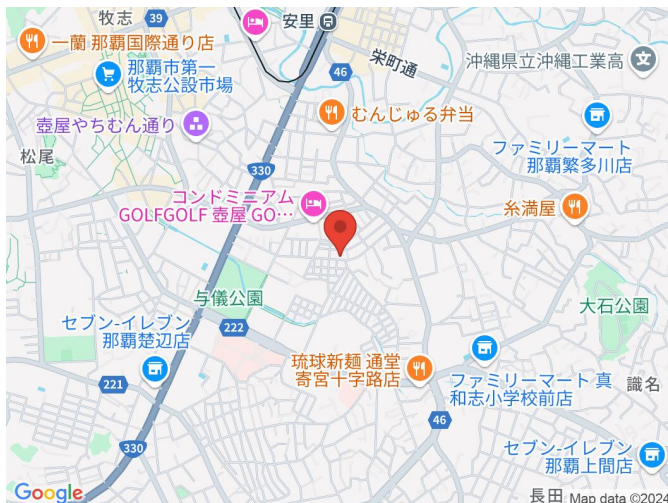 牧志
39
安里
一蘭 那覇国際通り店
栄町通
沖縄県立沖縄工業高
46
那覇市第一
牧志公設市場
むんじゅる弁当
壺屋やちむん通り
ファミリーマート
那覇繁多川店
松尾
330
コンドミニアム
GOLFGOLF 壺屋 GO…
糸満屋
与儀公園
大石公園
セブン-イレブン
那覇楚辺店
222
琉球新麺 通堂
寄宮十字路店
ファミリーマート 真
和志小学校前店
識名
221
46
330
セブン-イレブン
那覇上間店
Google
長田
Map data ©2024